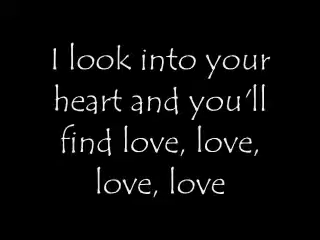 I look into your
heart and you'll
find love, love,
love, love